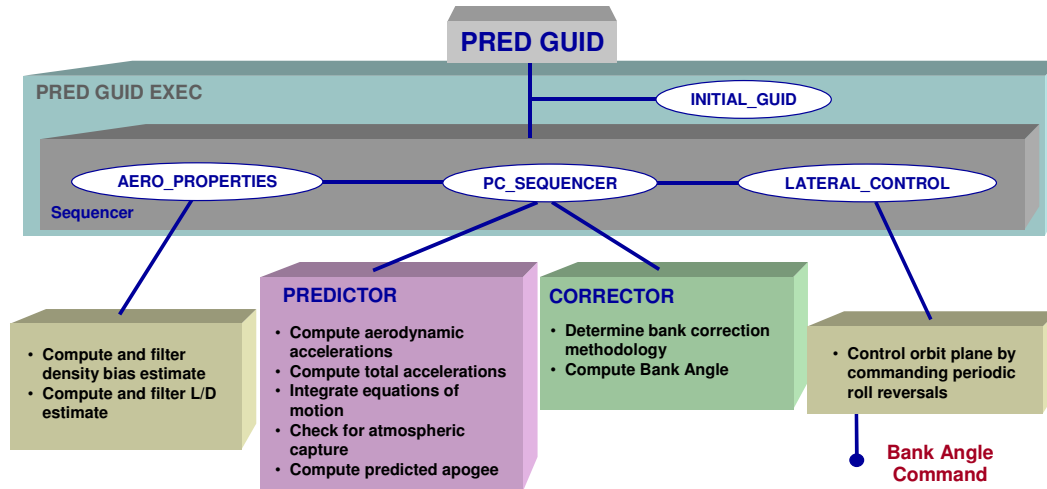 PRED GUID
PRED GUID EXEC
INITIAL_GUID
AERO_PROPERTIES
PC_SEQUENCER
LATERAL_CONTROL
Sequencer
• Compute and filter
density bias estimate
• Compute and filter L/D
estimate
PREDICTOR
• Compute aerodynamic
accelerations
• Compute total accelerations
• Integrate equations of
motion
• Check for atmospheric
capture
• Compute predicted apogee
CORRECTOR
• Determine bank correction
methodology
• Compute Bank Angle
• Control orbit plane by
commanding periodic
roll reversals
Bank Angle
Command